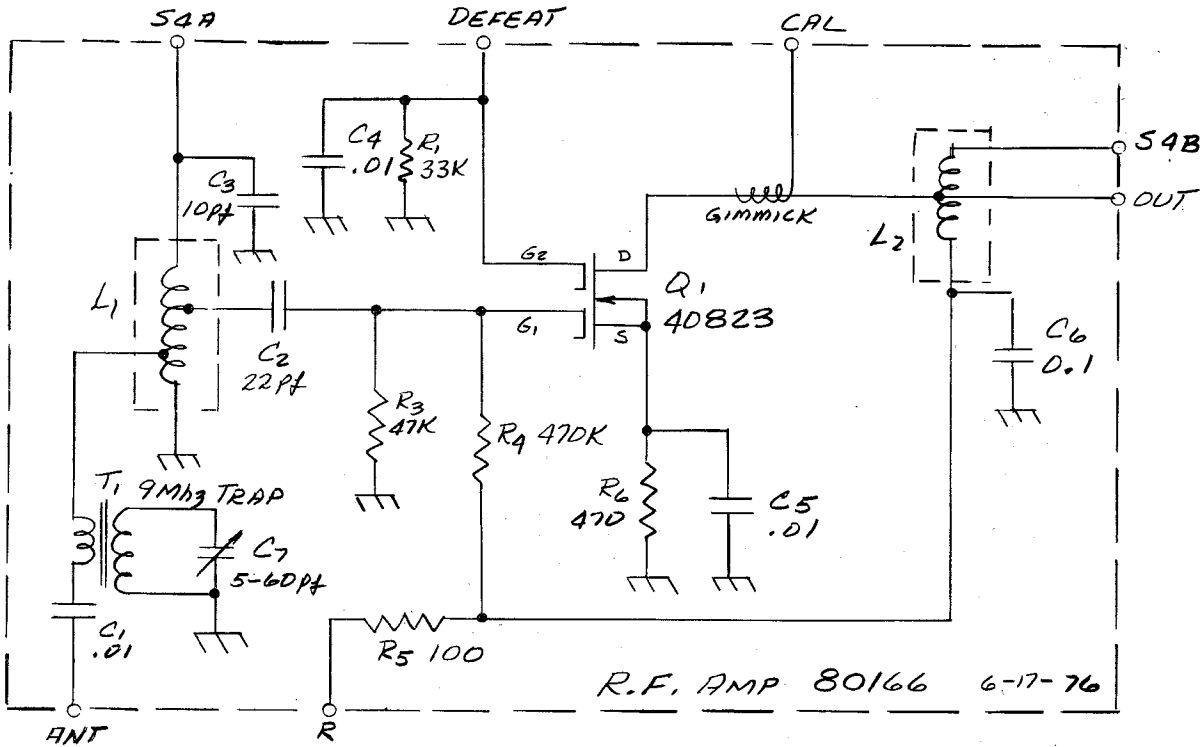 S4A
DEFEAT
CAL
C4
.01
R1
33K
S4B
OUT
C3
10pf
GIMMICK
L2
G2
D
Q1
40823
L1
G1
S
C2
22pf
C6
0.1
R3
47K
R4 470K
T1 9Mhz TRAP
R6
470
C5
.01
C7
5-60pf
C1
.01
R5 100
R.F. AMP 80166 6-17-76
ANT
R